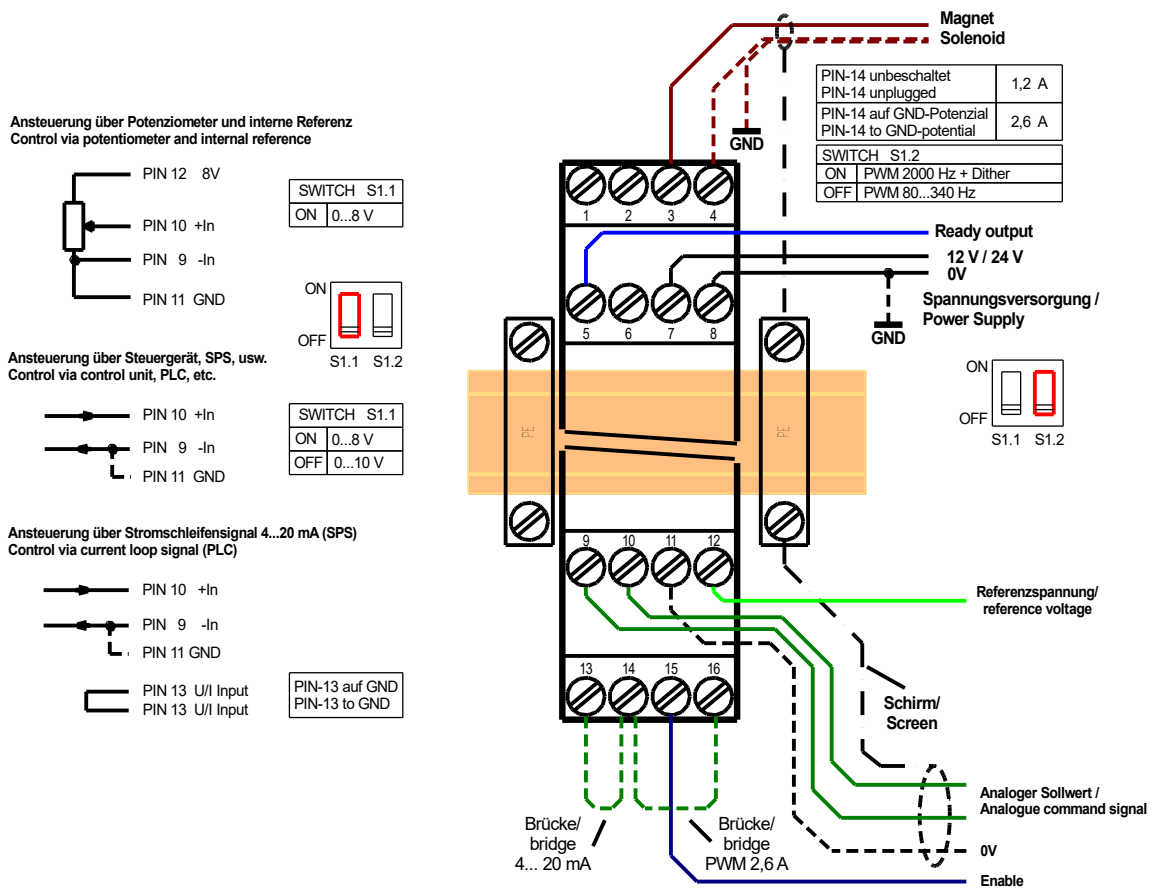 Magnet
Solenoid
PIN-14 unbeschaltet
PIN-14 unplugged
1,2 A
PIN-14 auf GND-Potenzial
PIN-14 to GND-potential
2,6 A
SWITCH S1.2
ON PWM 2000 Hz + Dither
OFF PWM 80...340 Hz
GND
Ansteuerung über Potenziometer und interne Referenz
Control via potentiometer and internal reference
PIN 12 8V
PIN 10 +In
PIN 9 -In
PIN 11 GND
SWITCH S1.1
ON 0...8 V
ON
OFF
S1.1 S1.2
Ansteuerung über Steuergerät, SPS, usw.
Control via control unit, PLC, etc.
PIN 10 +In
PIN 9 -In
PIN 11 GND
SWITCH S1.1
ON 0...8 V
OFF 0...10 V
Ansteuerung über Stromschleifensignal 4...20 mA (SPS)
Control via current loop signal (PLC)
PIN 10 +In
PIN 9 -In
PIN 11 GND
PIN 13 U/I Input
PIN 13 U/I Input
PIN-13 auf GND
PIN-13 to GND
1 2 3 4
5 6 7 8
PE
PE
9 10 11 12
13 14 15 16
Ready output
12 V / 24 V
0V
Spannungsversorgung /
Power Supply
GND
ON
OFF
S1.1 S1.2
Referenzspannung/
reference voltage
Schirm/
Screen
Analoger Sollwert /
Analogue command signal
0V
Enable
Brücke/
bridge
4... 20 mA
Brücke/
bridge
PWM 2,6 A